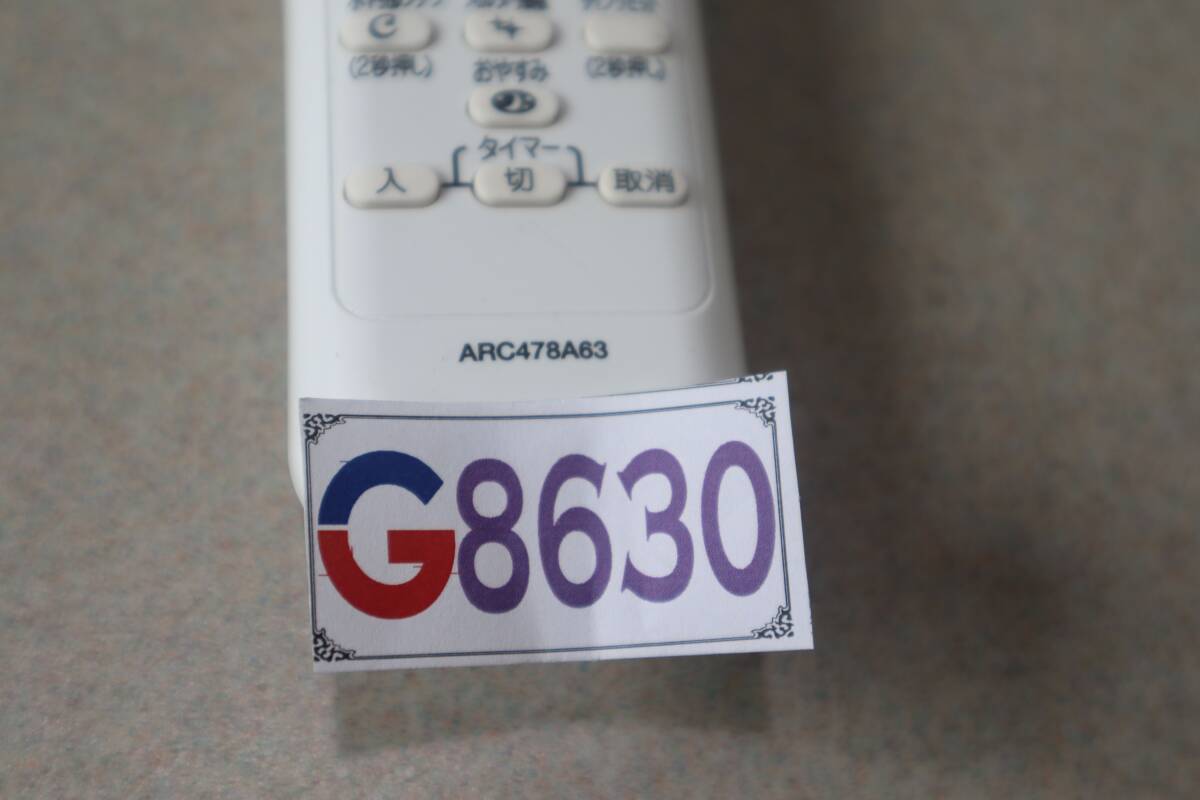 (2秒押し) おやすみ (2秒押し)
タイマー
入 切 取消
ARC478A63
G8630